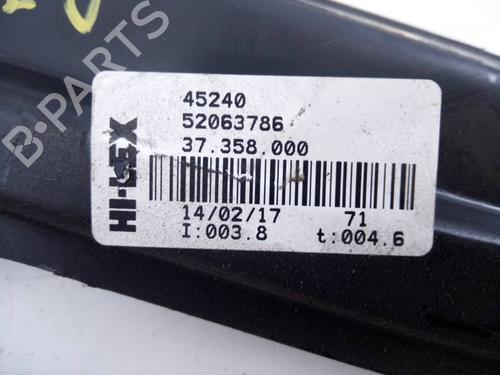 B-PARTS
HI-LEX
45240
52063786
37.358.000
14/02/17 71
I:003.8 t:004.6